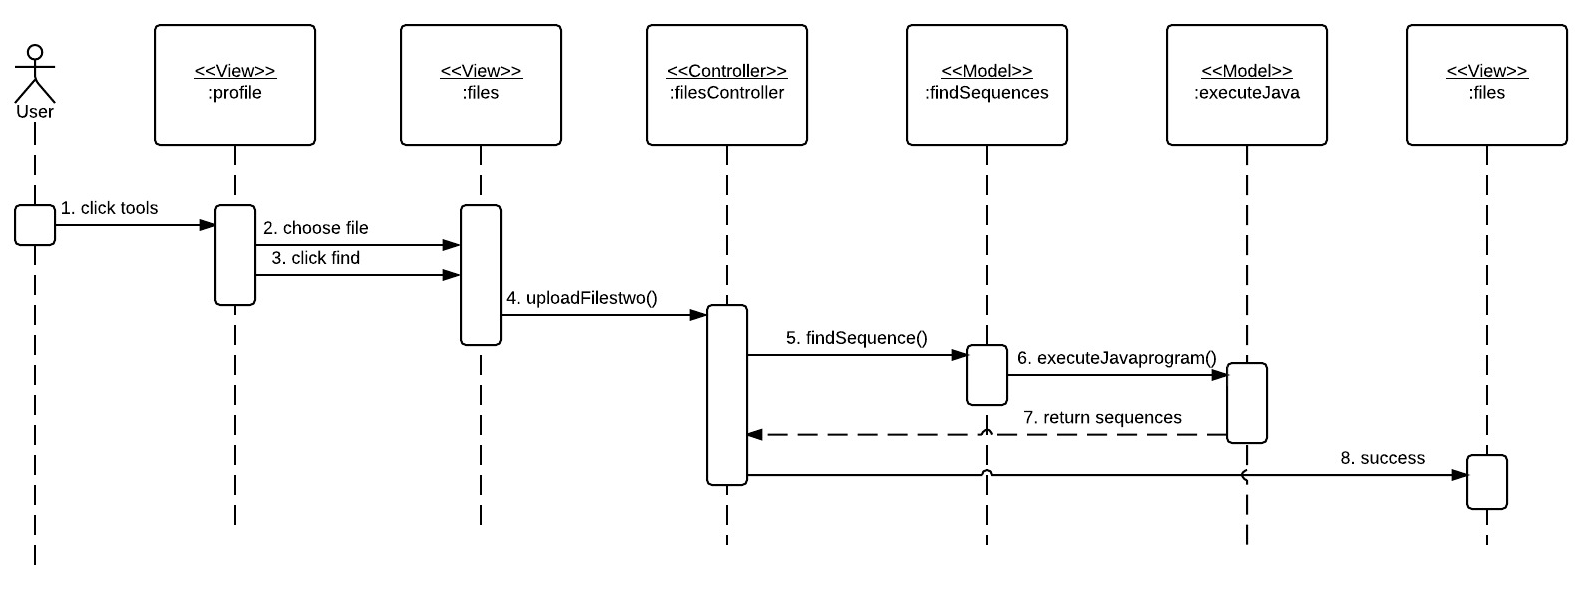 <<View>>
:profile
<<View>>
:files
<<Controller>>
:filesController
<<Model>>
:findSequences
<<Model>>
:executeJava
<<View>>
:files
User
1. click tools
2. choose file
3. click find
4. uploadFilestwo()
5. findSequence()
6. executeJavaprogram()
7. return sequences
8. success